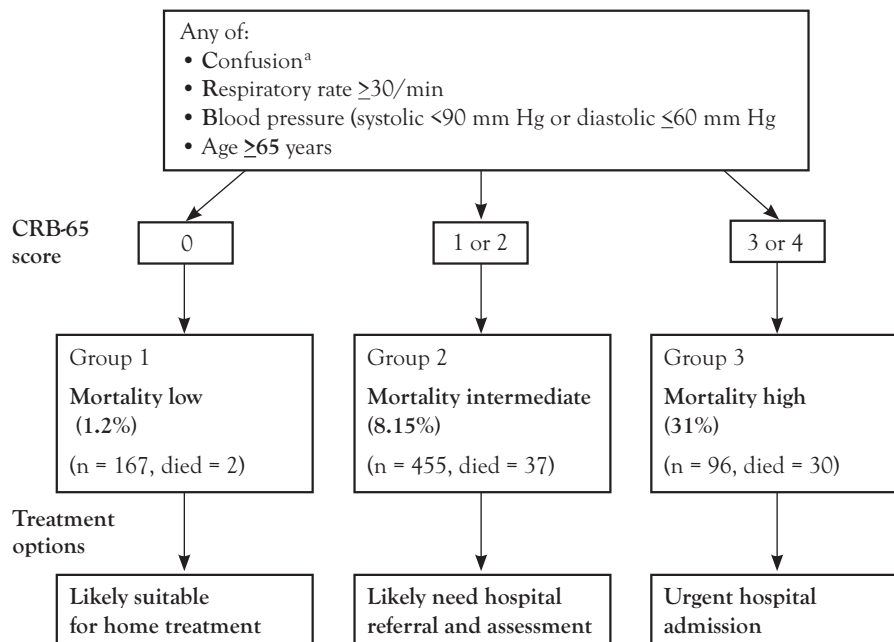 Any of:
• Confusionᵃ
• Respiratory rate ≥30/min
• Blood pressure (systolic <90 mm Hg or diastolic ≤60 mm Hg
• Age ≥65 years
CRB-65
score
0
1 or 2
3 or 4
Group 1
Mortality low
(1.2%)
(n = 167, died = 2)
Group 2
Mortality intermediate
(8.15%)
(n = 455, died = 37)
Group 3
Mortality high
(31%)
(n = 96, died = 30)
Treatment
options
Likely suitable
for home treatment
Likely need hospital
referral and assessment
Urgent hospital
admission